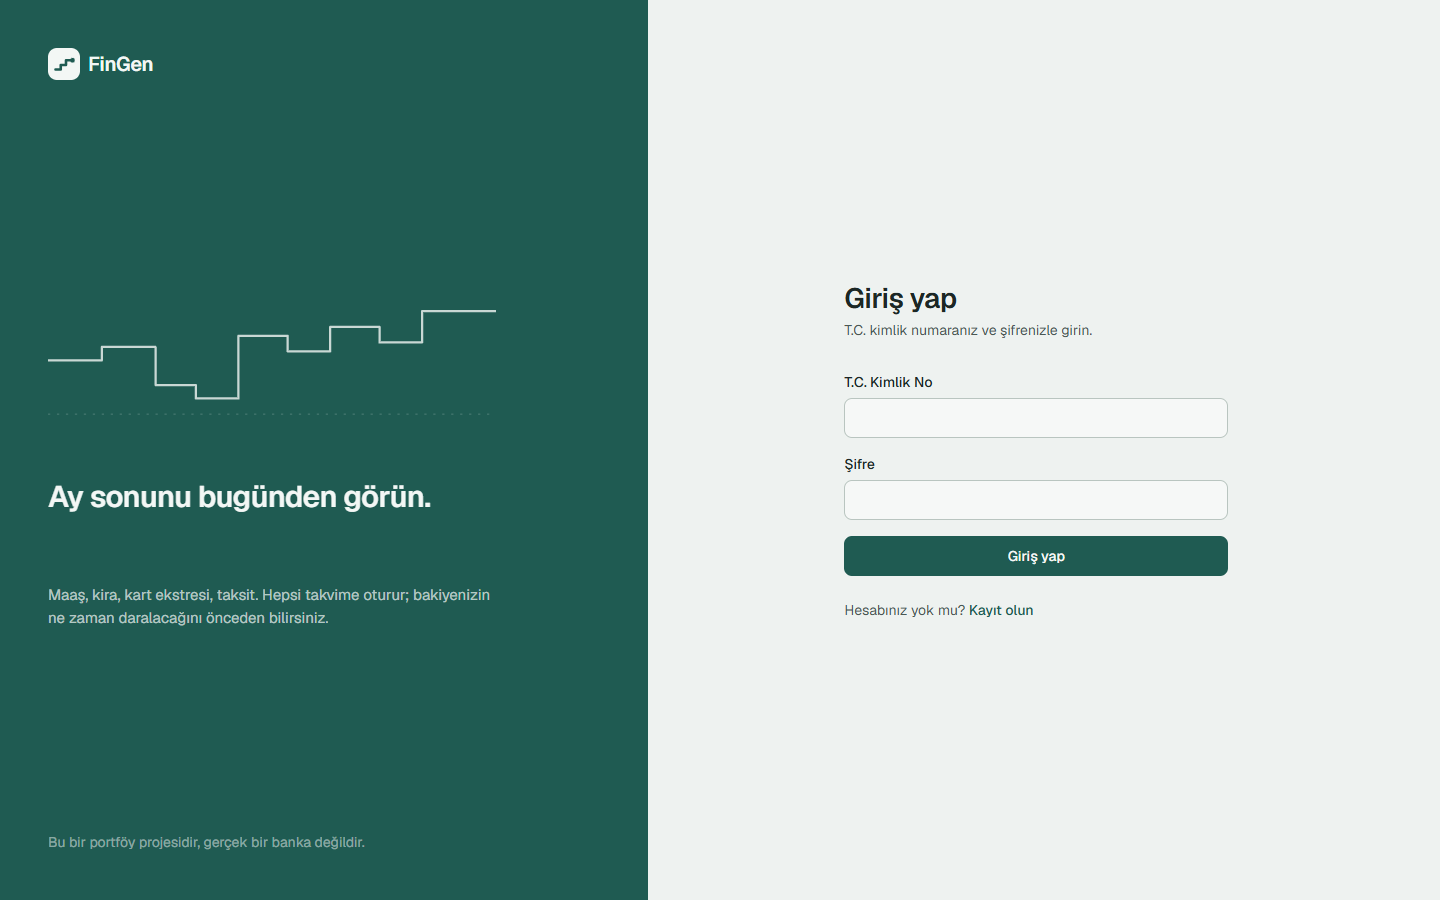 FinGen
Ay sonunu bugünden görün.
Maaş, kira, kart ekstresi, taksit. Hepsi takvime oturur; bakiyenizin
ne zaman daralacağını önceden bilirsiniz.
Bu bir portföy projesidir, gerçek bir banka değildir.
Giriş yap
T.C. kimlik numaranız ve şifrenizle girin.
T.C. Kimlik No
Şifre
Giriş yap
Hesabınız yok mu? Kayıt olun